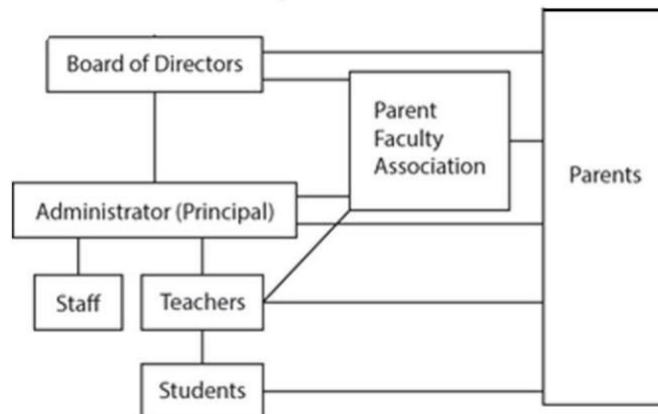 Board of Directors
Parent
Faculty
Association
Parents
Administrator (Principal)
Staff
Teachers
Students